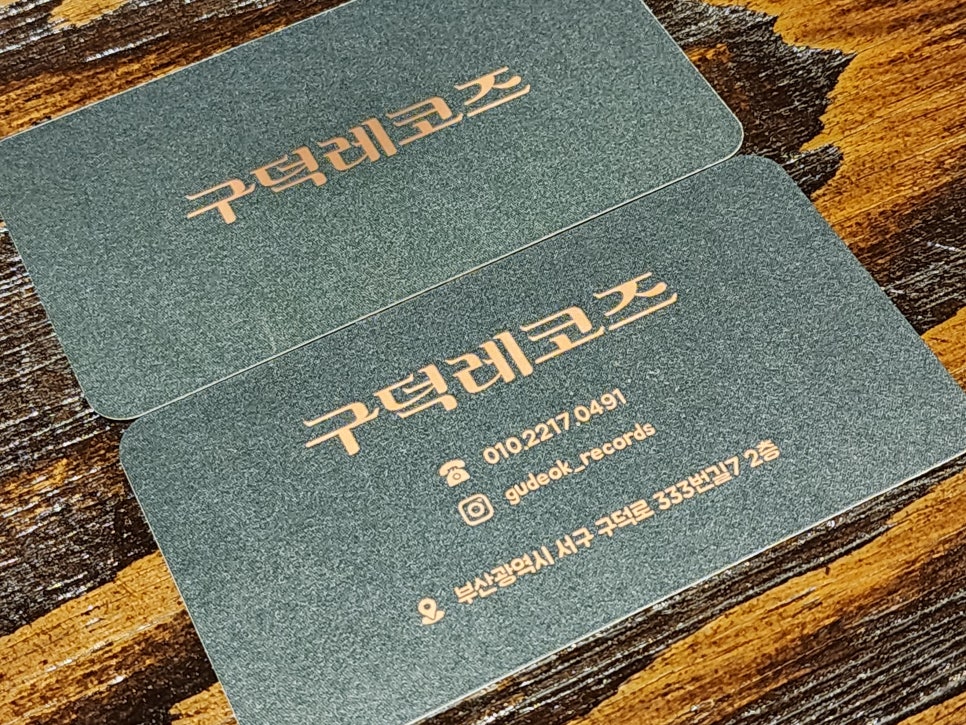 구덕레코즈
구덕레코즈
010.2217.0491
gudeok_records
부산광역시 서구 구덕로 333번길7 2층